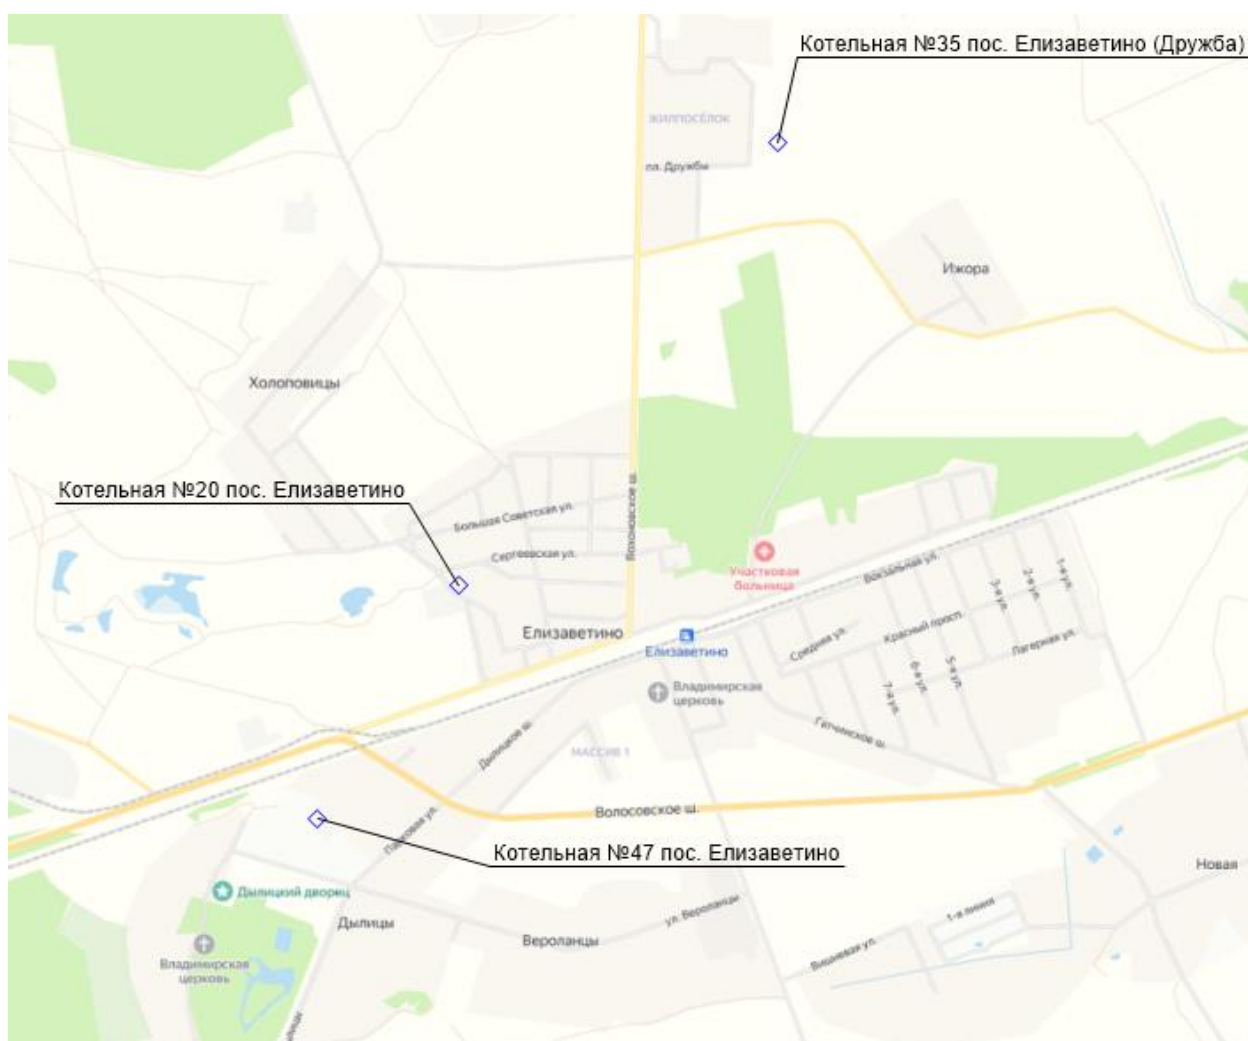 Котельная №35 пос. Елизаветино (Дружба)
ЖИЛПОСЁЛОК
пл. Дружбы
Ижора
Холоповицы
Котельная №20 пос. Елизаветино
Большая Советская ул.
Вохоновское ш.
Сергеевская ул.
Участковая
больница
Вокзальная ул.
1-я ул.
2-я ул.
3-я ул.
Елизаветино
Елизаветино
Средняя ул.
Красный просп.
Лагерная ул.
5-я ул.
6-я ул.
7-я ул.
Владимирская
церковь
Гатчинское ш.
Дылицкое ш.
МАССИВ 1
Волосовское ш.
Парковая ул.
Котельная №47 пос. Елизаветино
Новая
Дылицкий дворец
Дылицы
ул. Вероланцы
1-я линия
Вероланцы
Вишневая ул.
Владимирская
церковь